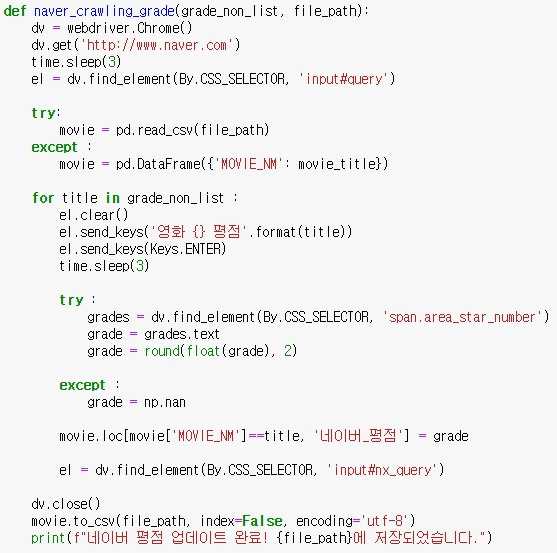 def naver_crawling_grade(grade_non_list, file_path):
    dv = webdriver.Chrome()
    dv.get('http://www.naver.com')
    time.sleep(3)
    el = dv.find_element(By.CSS_SELECTOR, 'input#query')

    try:
        movie = pd.read_csv(file_path)
    except :
        movie = pd.DataFrame({'MOVIE_NM': movie_title})

    for title in grade_non_list :
        el.clear()
        el.send_keys('영화 {} 평점'.format(title))
        el.send_keys(Keys.ENTER)
        time.sleep(3)

        try :
            grades = dv.find_element(By.CSS_SELECTOR, 'span.area_star_number')
            grade = grades.text
            grade = round(float(grade), 2)

        except :
            grade = np.nan

        movie.loc[movie['MOVIE_NM']==title, '네이버_평점'] = grade

        el = dv.find_element(By.CSS_SELECTOR, 'input#nx_query')

    dv.close()
    movie.to_csv(file_path, index=False, encoding='utf-8')
    print(f"네이버 평점 업데이트 완료! {file_path}에 저장되었습니다.")